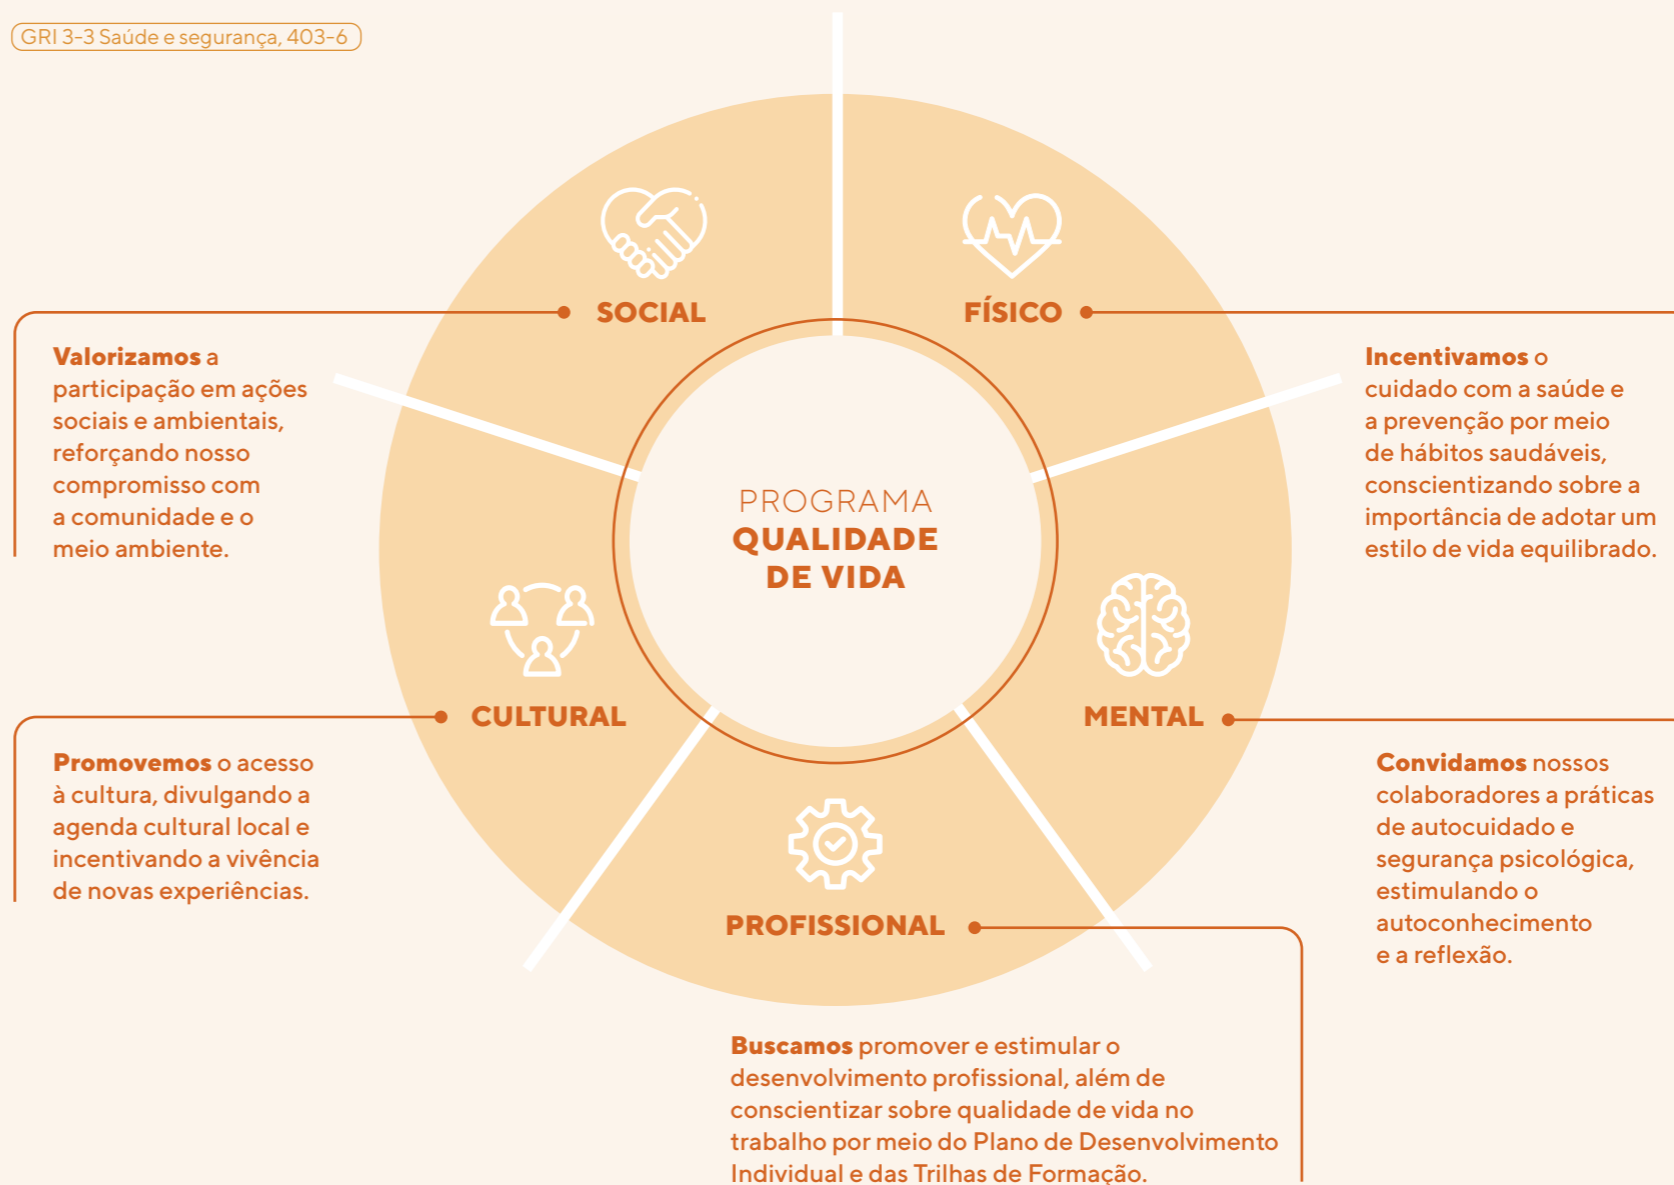 GRI 3-3 Saúde e segurança, 403-6
SOCIAL
Valorizamos a
participação em ações
sociais e ambientais,
reforçando nosso
compromisso com
a comunidade e o
meio ambiente.
FÍSICO
Incentivamos o
cuidado com a saúde e
a prevenção por meio
de hábitos saudáveis,
conscientizando sobre a
importância de adotar um
estilo de vida equilibrado.
PROGRAMA
QUALIDADE
DE VIDA
CULTURAL
Promovemos o acesso
à cultura, divulgando a
agenda cultural local e
incentivando a vivência
de novas experiências.
MENTAL
Convidamos nossos
colaboradores a práticas
de autocuidado e
segurança psicológica,
estimulando o
autoconhecimento
e a reflexão.
PROFISSIONAL
Buscamos promover e estimular o
desenvolvimento profissional, além de
conscientizar sobre qualidade de vida no
trabalho por meio do Plano de Desenvolvimento
Individual e das Trilhas de Formação.